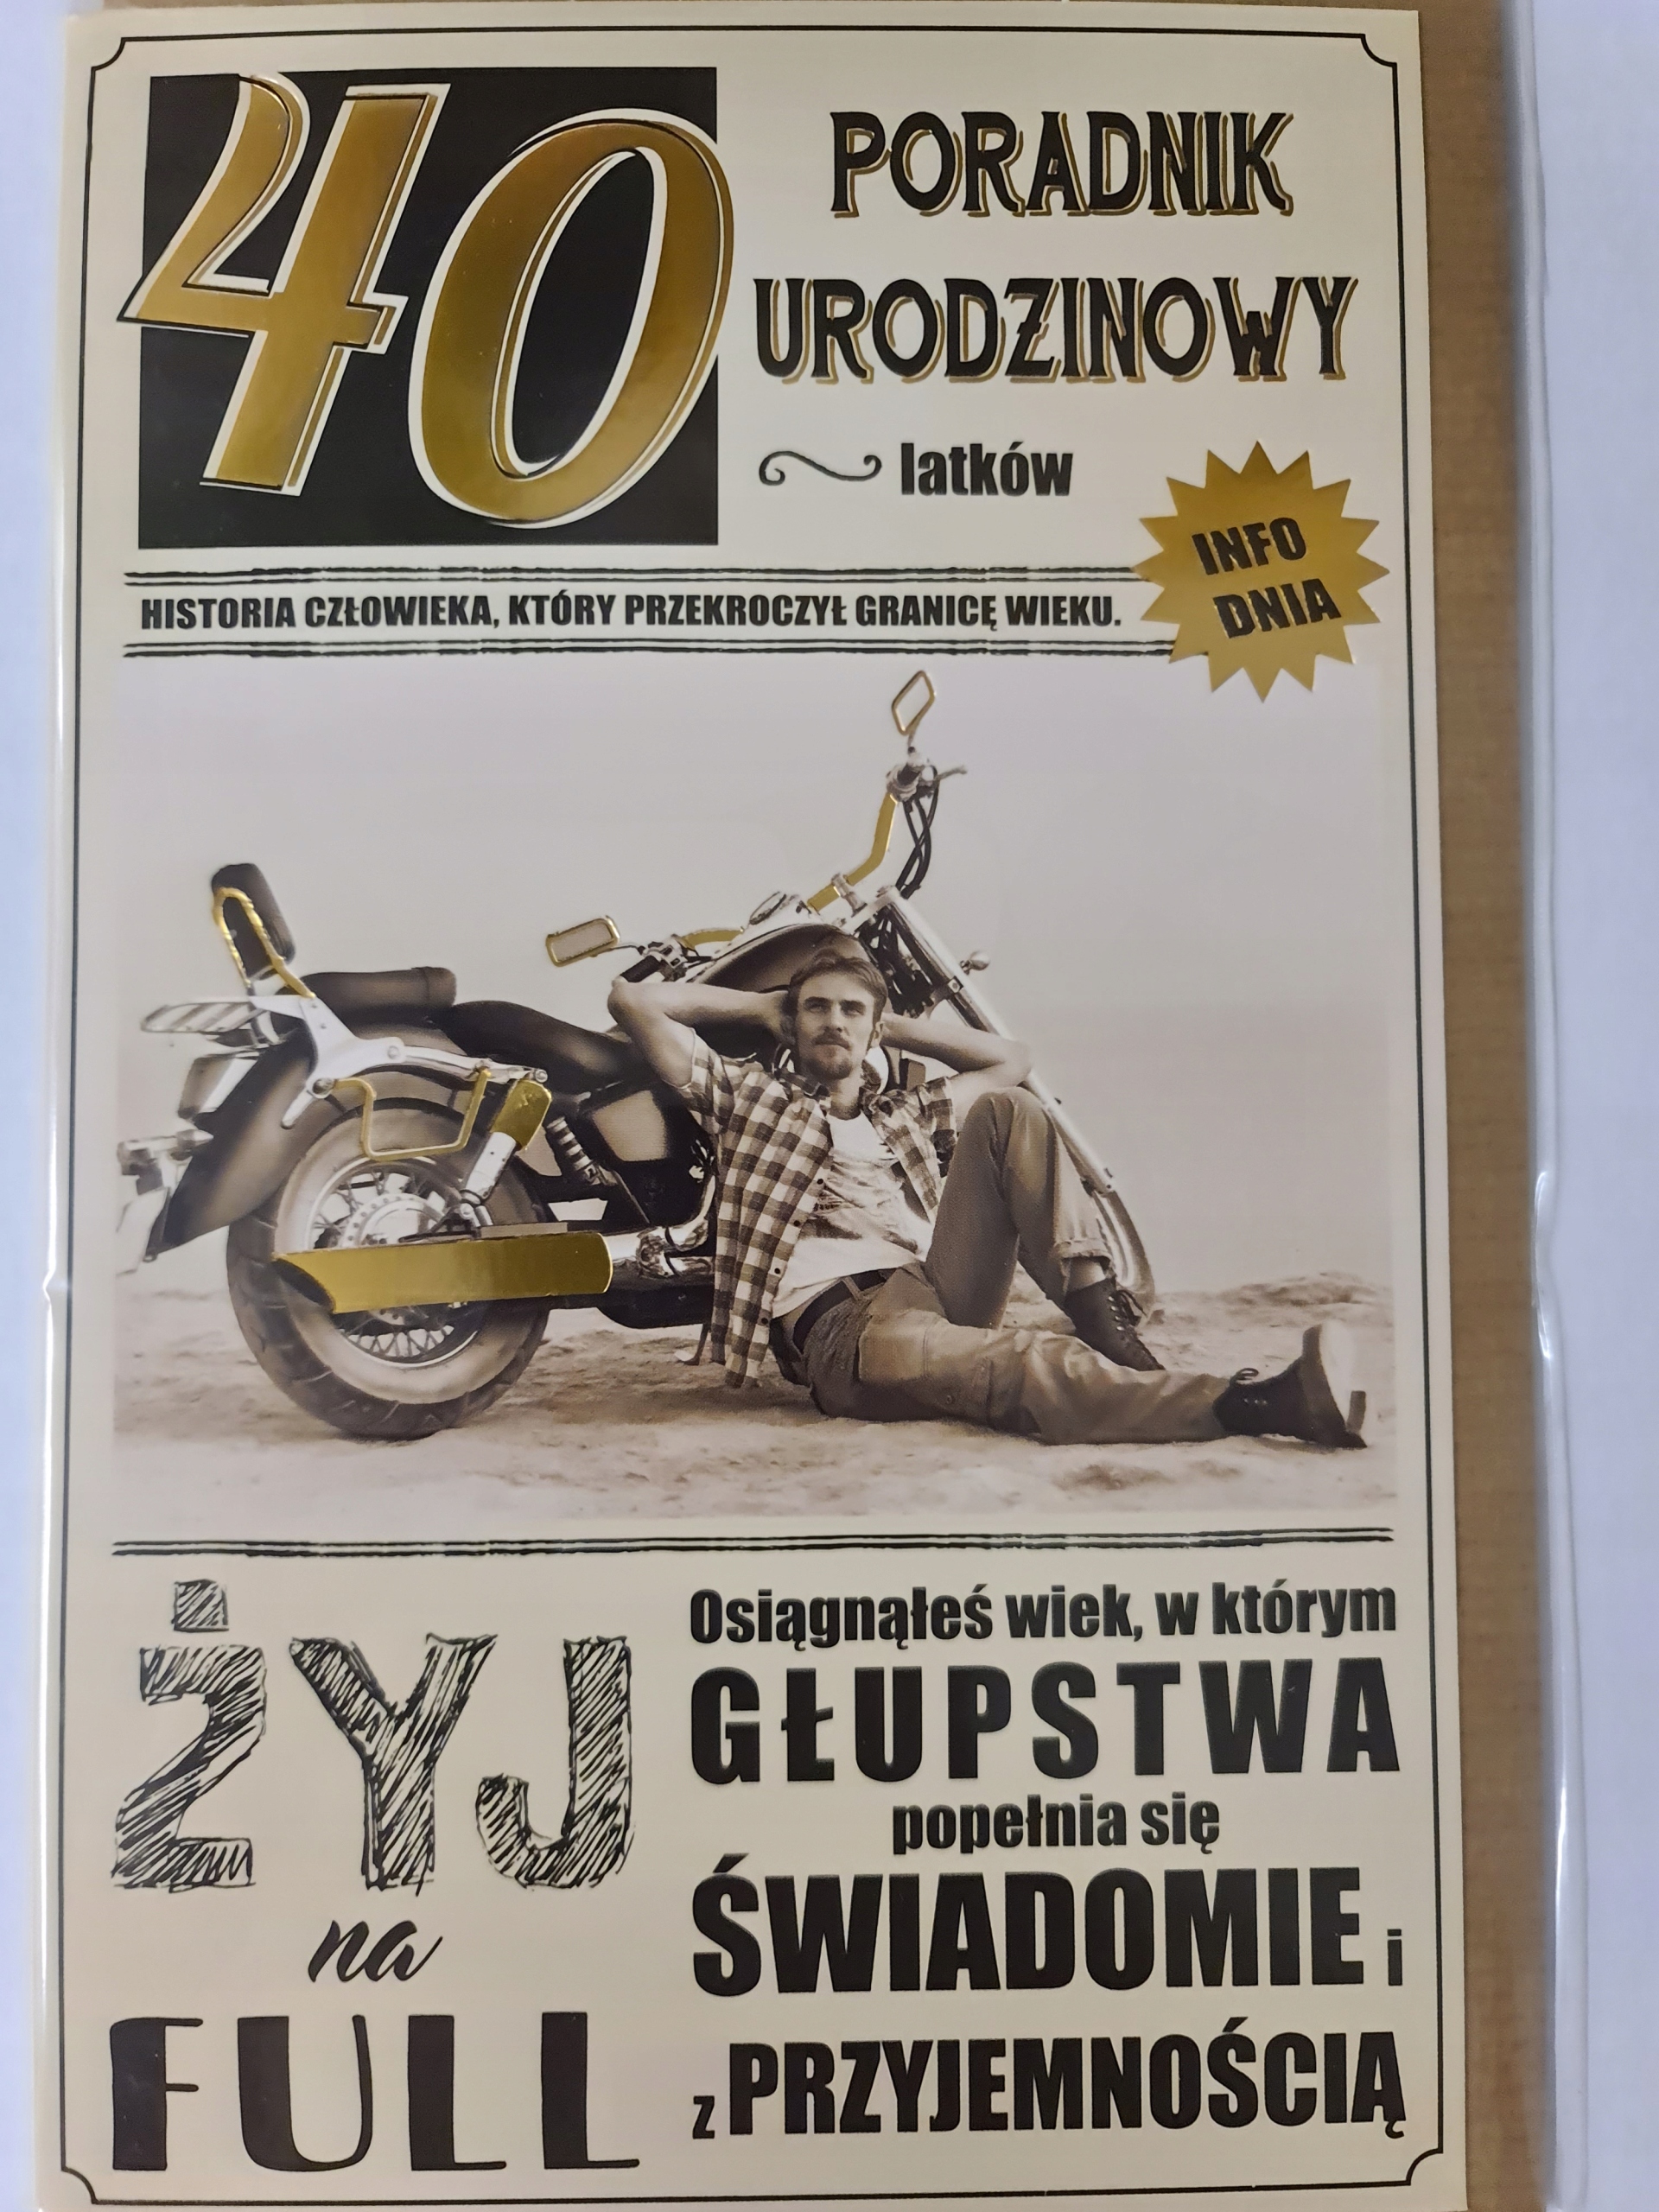 40
PORADNIK
URODZINOWY
latków
INFO
DNIA
HISTORIA CZŁOWIEKA, KTÓRY PRZEKROCZYŁ GRANICĘ WIEKU.
ŻYJ
na
FULL
Osiągnąłeś wiek, w którym
GŁUPSTWA
popełnia się
ŚWIADOMIE i
z PRZYJEMNOŚCIĄ